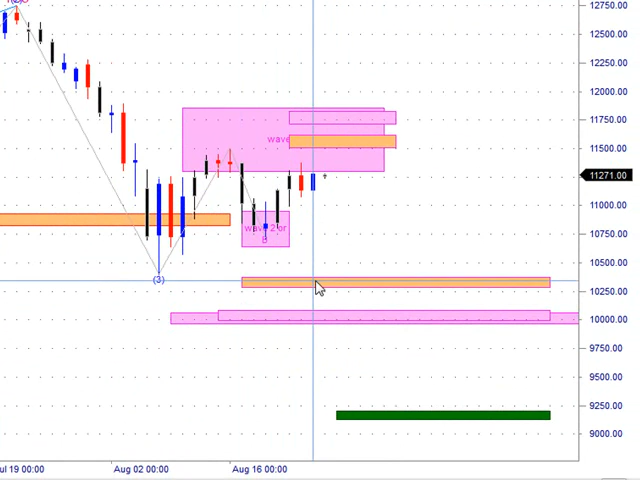 12750.00
12500.00
12250.00
12000.00
11750.00
wave
11500.00
11271.00
11000.00
wave 2 or
B
10750.00
(3)
10500.00
10250.00
10000.00
9750.00
9500.00
9250.00
9000.00
ul 19 00:00
Aug 02 00:00
Aug 16 00:00